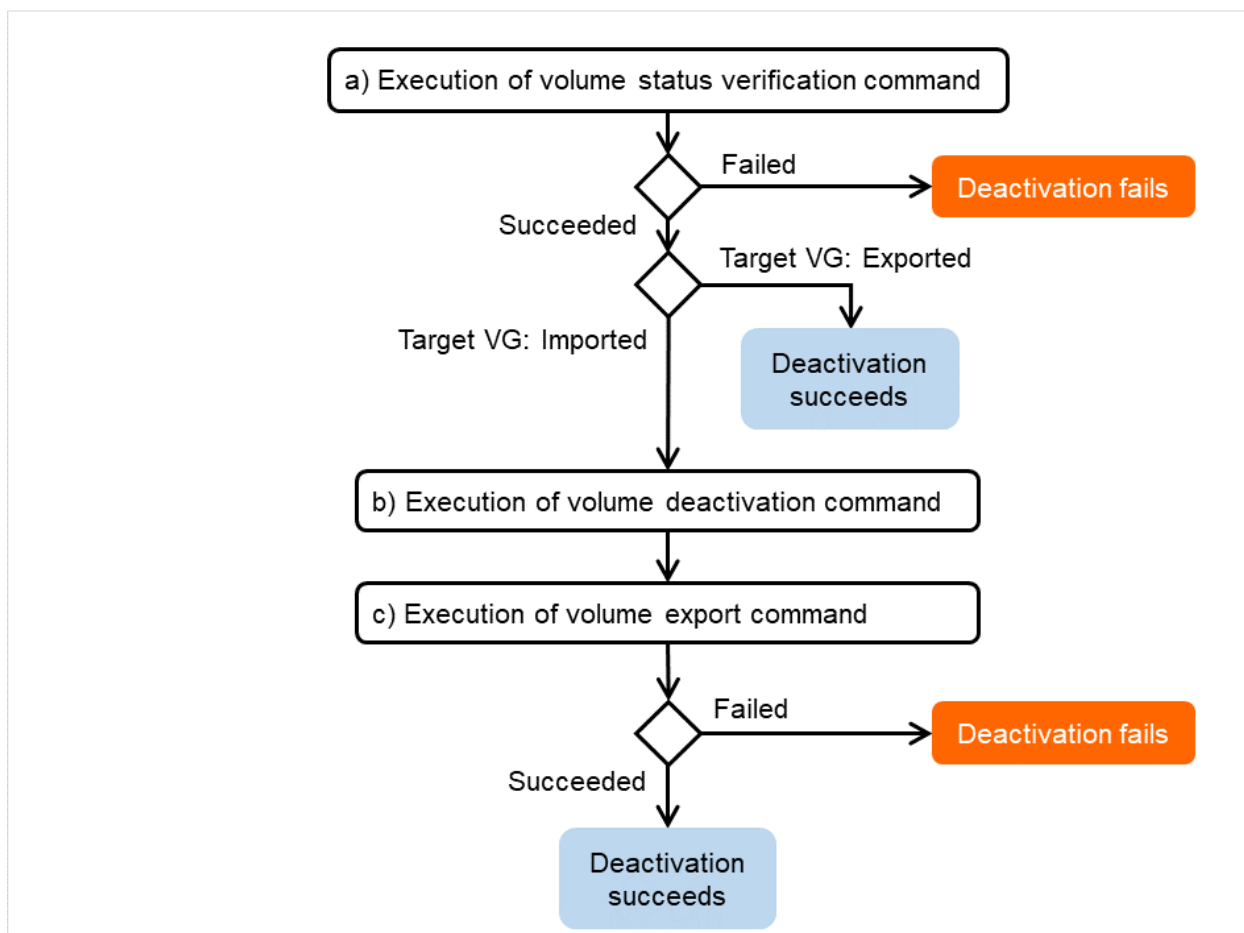 a) Execution of volume status verification command
Failed
Deactivation fails
Succeeded
Target VG: Exported
Target VG: Imported
Deactivation
succeeds
b) Execution of volume deactivation command
c) Execution of volume export command
Failed
Deactivation fails
Succeeded
Deactivation
succeeds